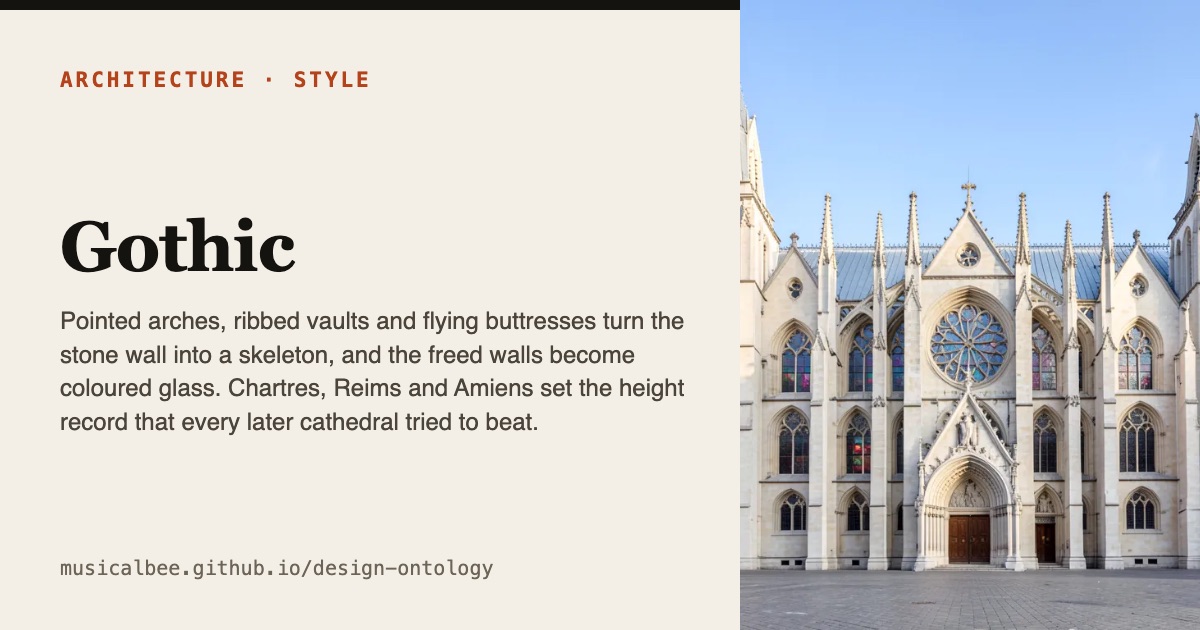 ARCHITECTURE · STYLE
Gothic
Pointed arches, ribbed vaults and flying buttresses turn the
stone wall into a skeleton, and the freed walls become
coloured glass. Chartres, Reims and Amiens set the height
record that every later cathedral tried to beat.
musicalbee.github.io/design-ontology